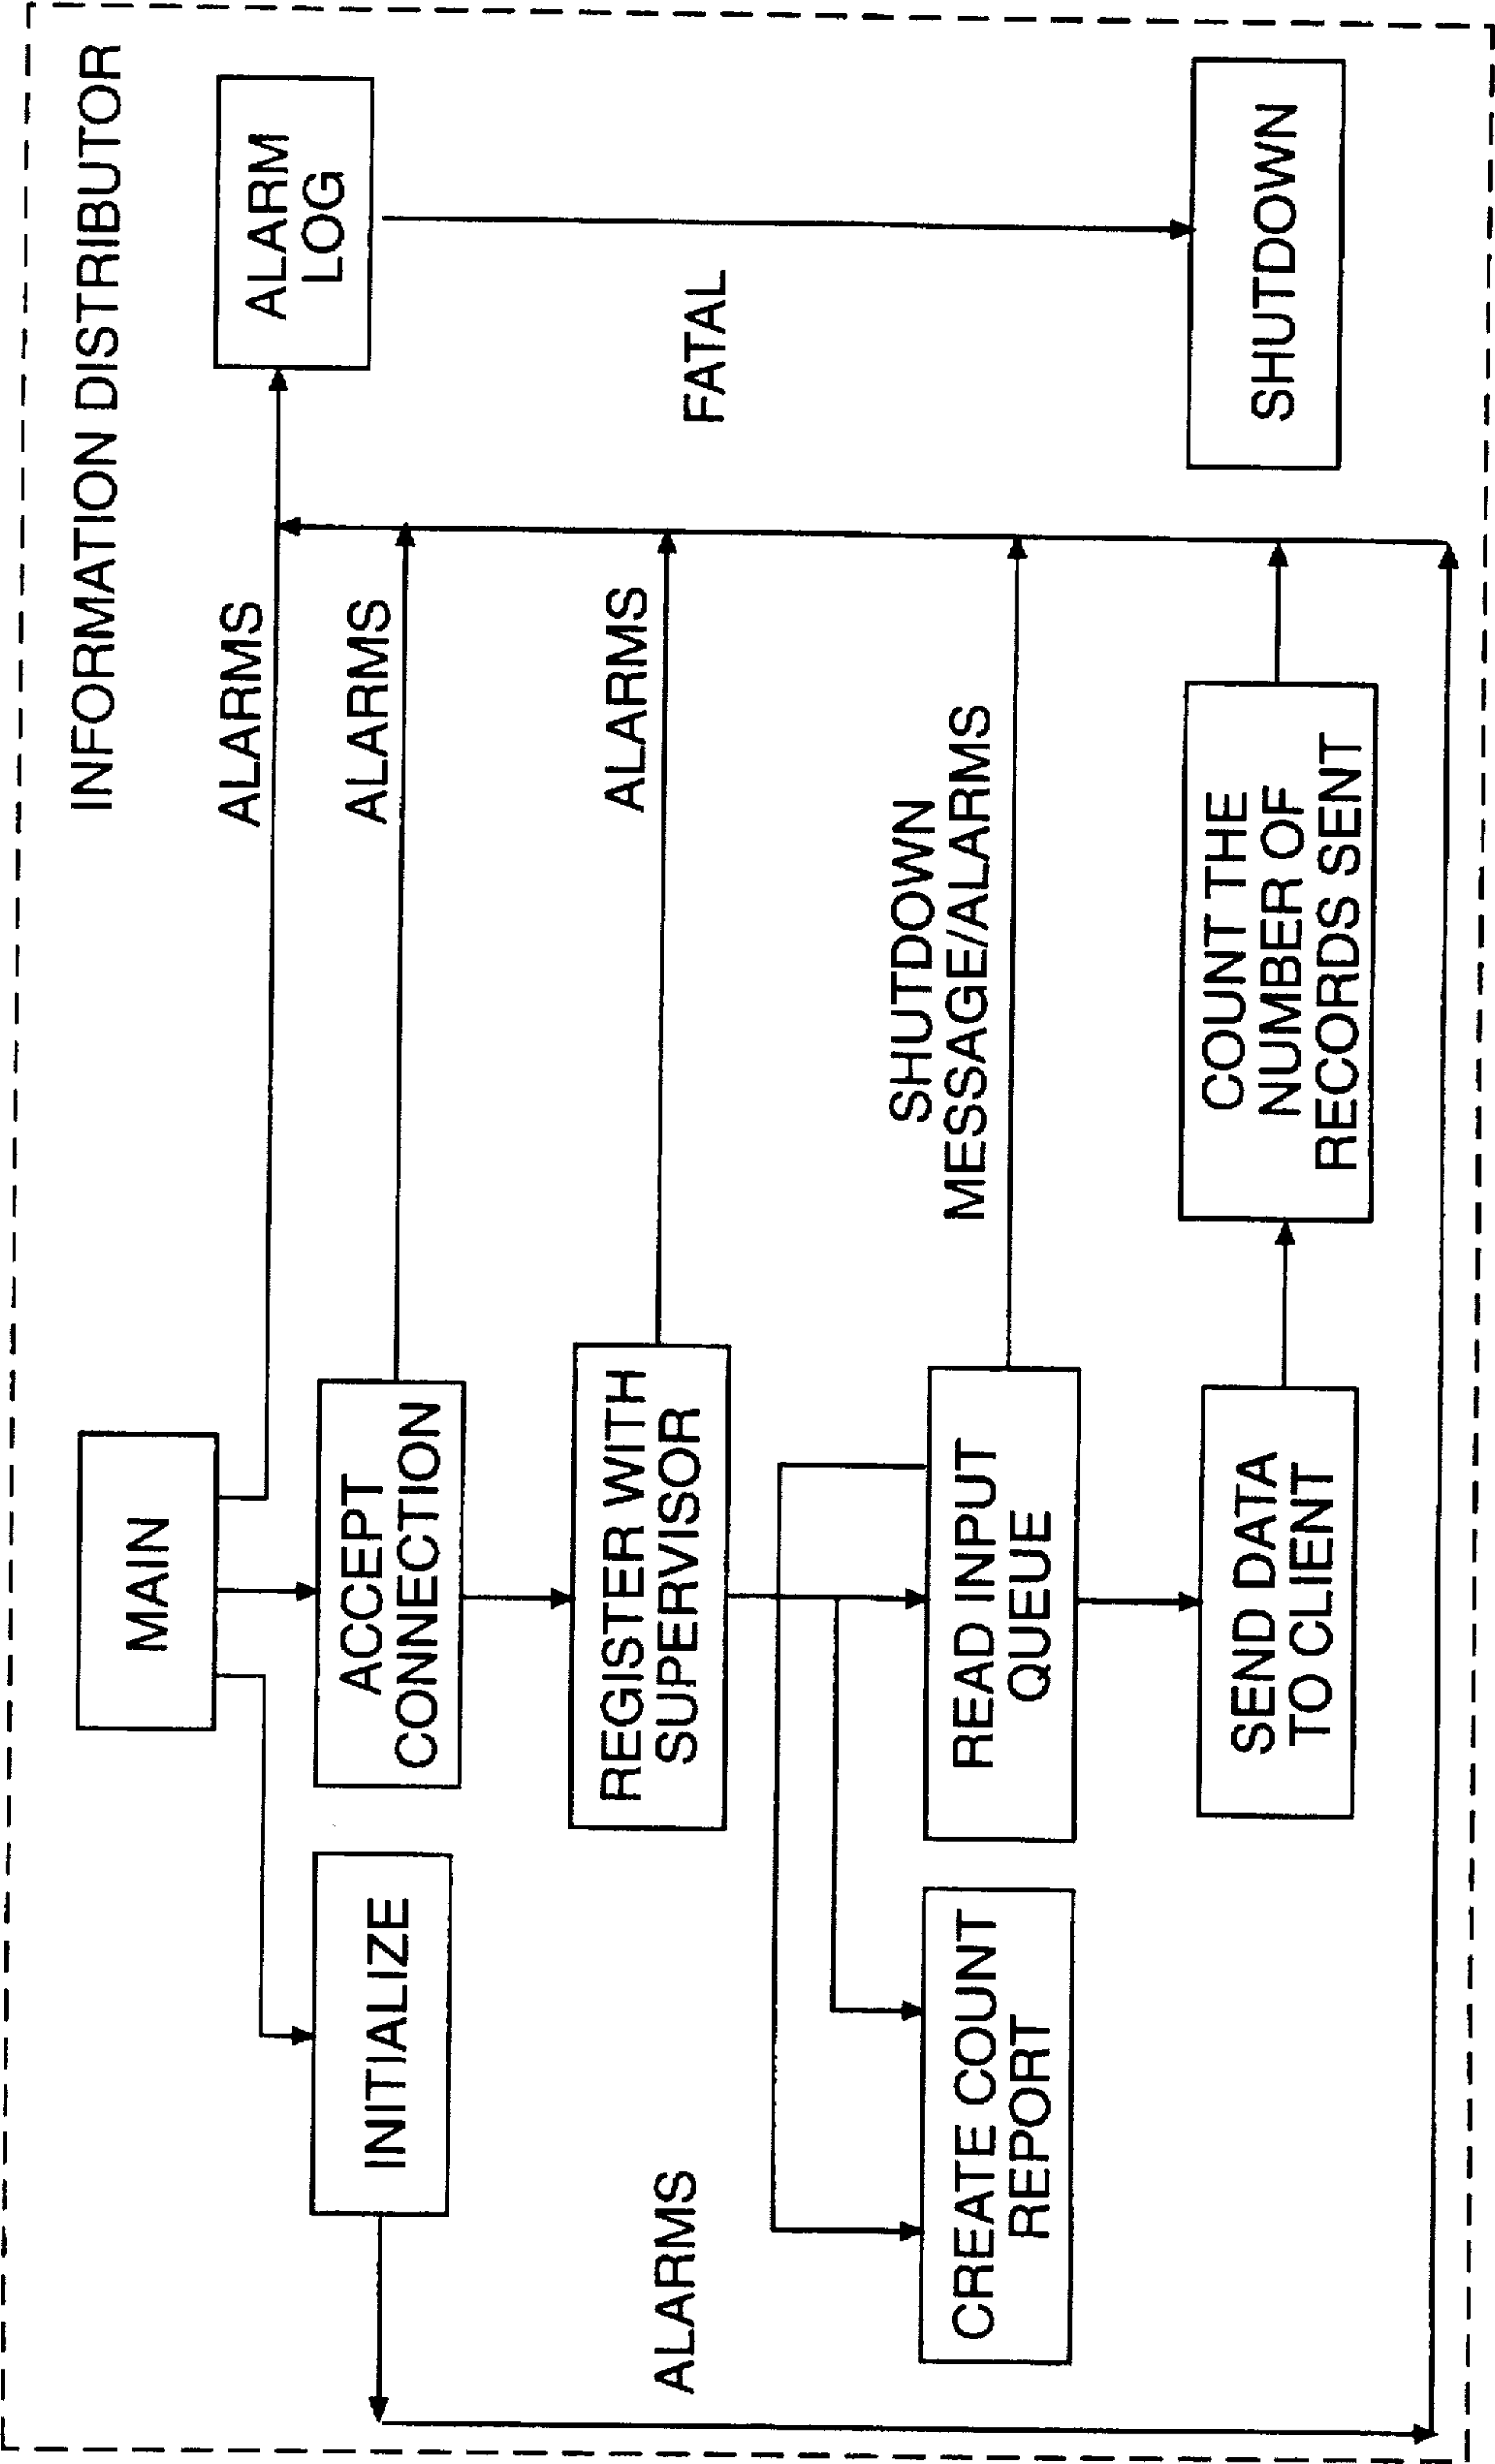 INFORMATION DISTRIBUTOR
MAIN
ALARMS
ALARM
LOG
INITIALIZE
ACCEPT
CONNECTION
ALARMS
REGISTER WITH
SUPERVISOR
ALARMS
ALARMS
FATAL
CREATE COUNT
REPORT
READ INPUT
QUEUE
SHUTDOWN
MESSAGE/ALARMS
SEND DATA
TO CLIENT
COUNT THE
NUMBER OF
RECORDS SENT
SHUTDOWN